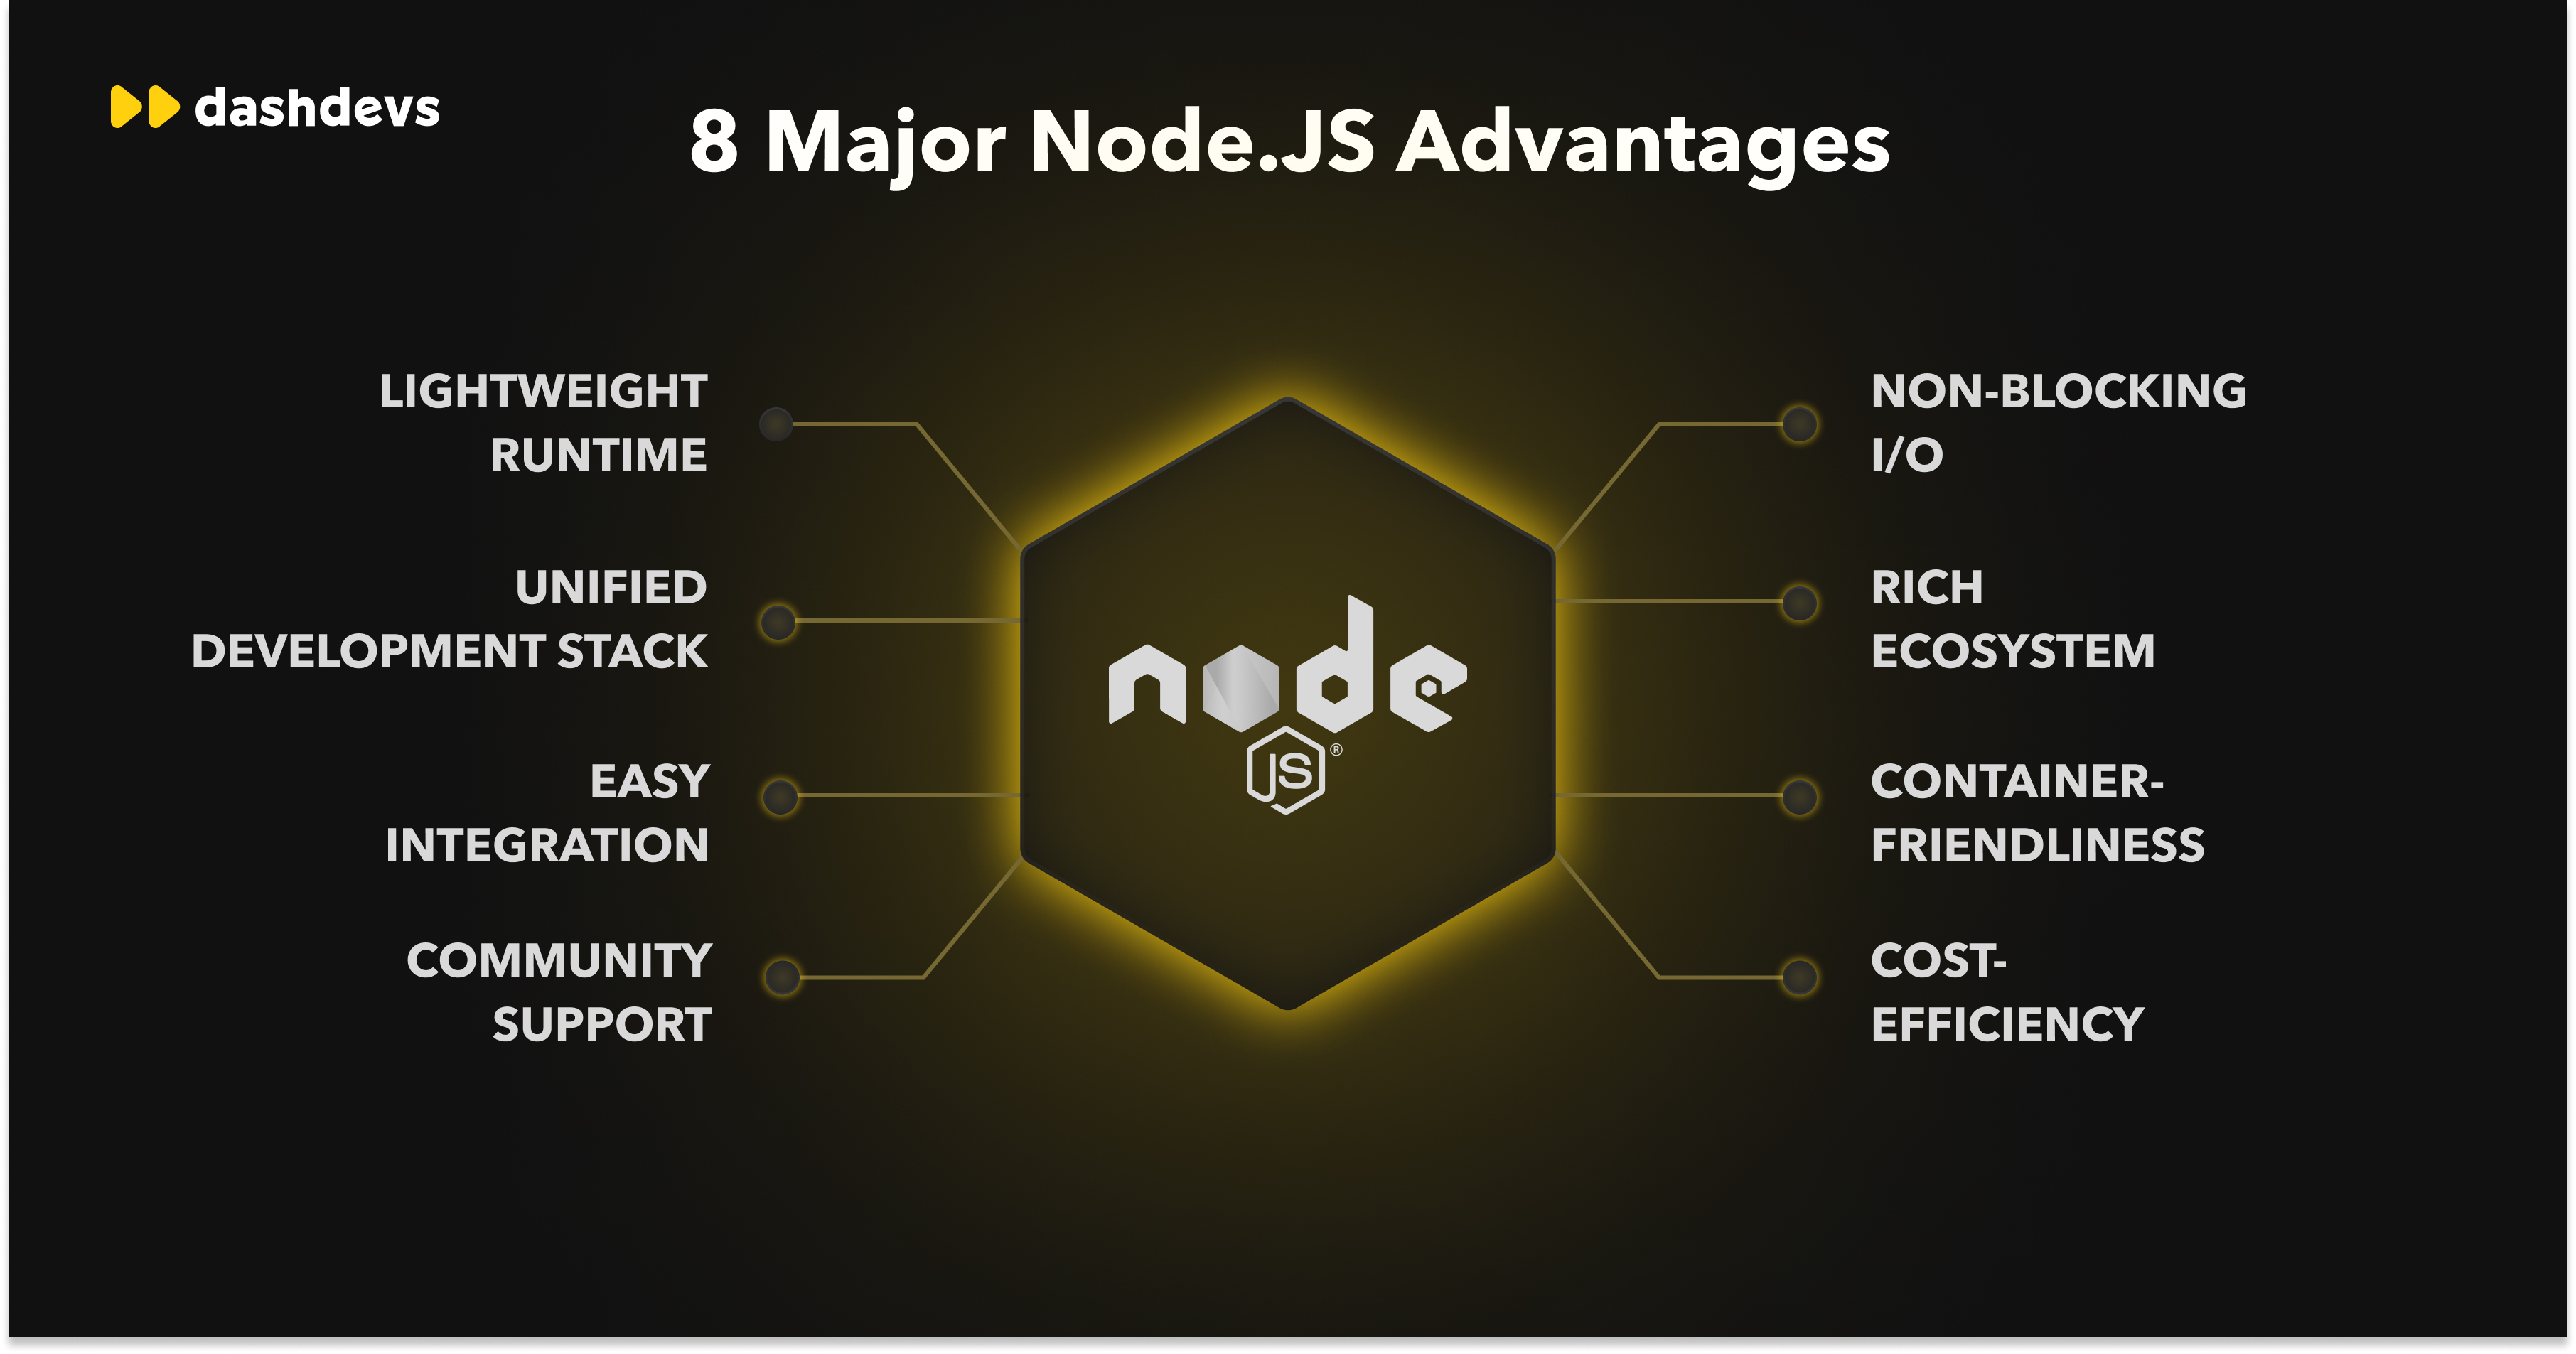 dashdevs
8 Major Node.JS Advantages
LIGHTWEIGHT
RUNTIME
UNIFIED
DEVELOPMENT STACK
EASY
INTEGRATION
COMMUNITY
SUPPORT
node
JS ®
NON-BLOCKING
I/O
RICH
ECOSYSTEM
CONTAINER-
FRIENDLINESS
COST-
EFFICIENCY